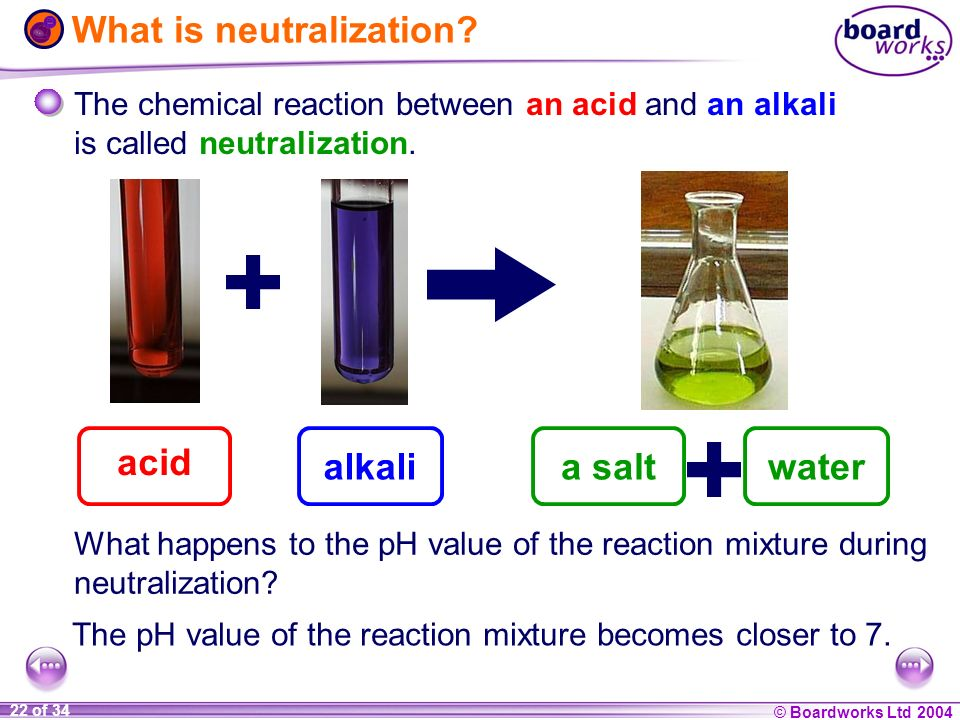 What is neutralization?
board
works
The chemical reaction between an acid and an alkali
is called neutralization.
acid
alkali
a salt
water
What happens to the pH value of the reaction mixture during
neutralization?
The pH value of the reaction mixture becomes closer to 7.
22 of 34
© Boardworks Ltd 2004